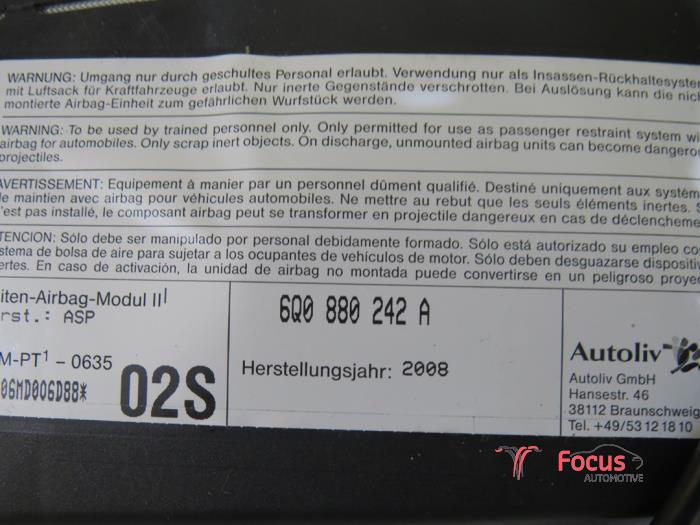 WARNUNG: Umgang nur durch geschultes Personal erlaubt. Verwendung nur als Insassen-Rückhaltesystem
mit Luftsack für Kraftfahrzeuge erlaubt. Nur inerte Gegenstände verschrotten. Bei Auslösung kann die nich
montierte Airbag-Einheit zum gefährlichen Wurfstück werden.
WARNING: To be used by trained personnel only. Only permitted for use as passenger restraint system wi
airbag for automobiles. Only scrap inert objects. On discharge, unmounted airbag units can become dangerou
projectiles.
AVERTISSEMENT: Equipement à manier par un personnel dûment qualifié. Destiné uniquement aux systèm
de maintien avec airbag pour véhicules automobiles. Ne mettre au rebut que les seuls éléments inertes. S
n'est pas installé, le composant airbag peut se transformer en projectile dangereux en cas de déclencheme
TENCION: Sólo debe ser manipulado por personal debidamente formado. Sólo está autorizado su empleo co
stema de bolsa de aire para sujetar a los ocupantes de vehículos de motor. Sólo deben desguazarse dispositiv
ertes. En caso de activación, la unidad de airbag no montada puede convertirse en un peligroso proye
eiten-Airbag-Modul II
erst.: ASP
M-PT1 - 0635
06MD006D88*
02S
6Q0 880 242 A
Herstellungsjahr: 2008
Autoliv
Autoliv GmbH
Hansestr. 46
38112 Braunschweig
Tel. +49/53 12 18 10
Focus
AUTOMOTIVE